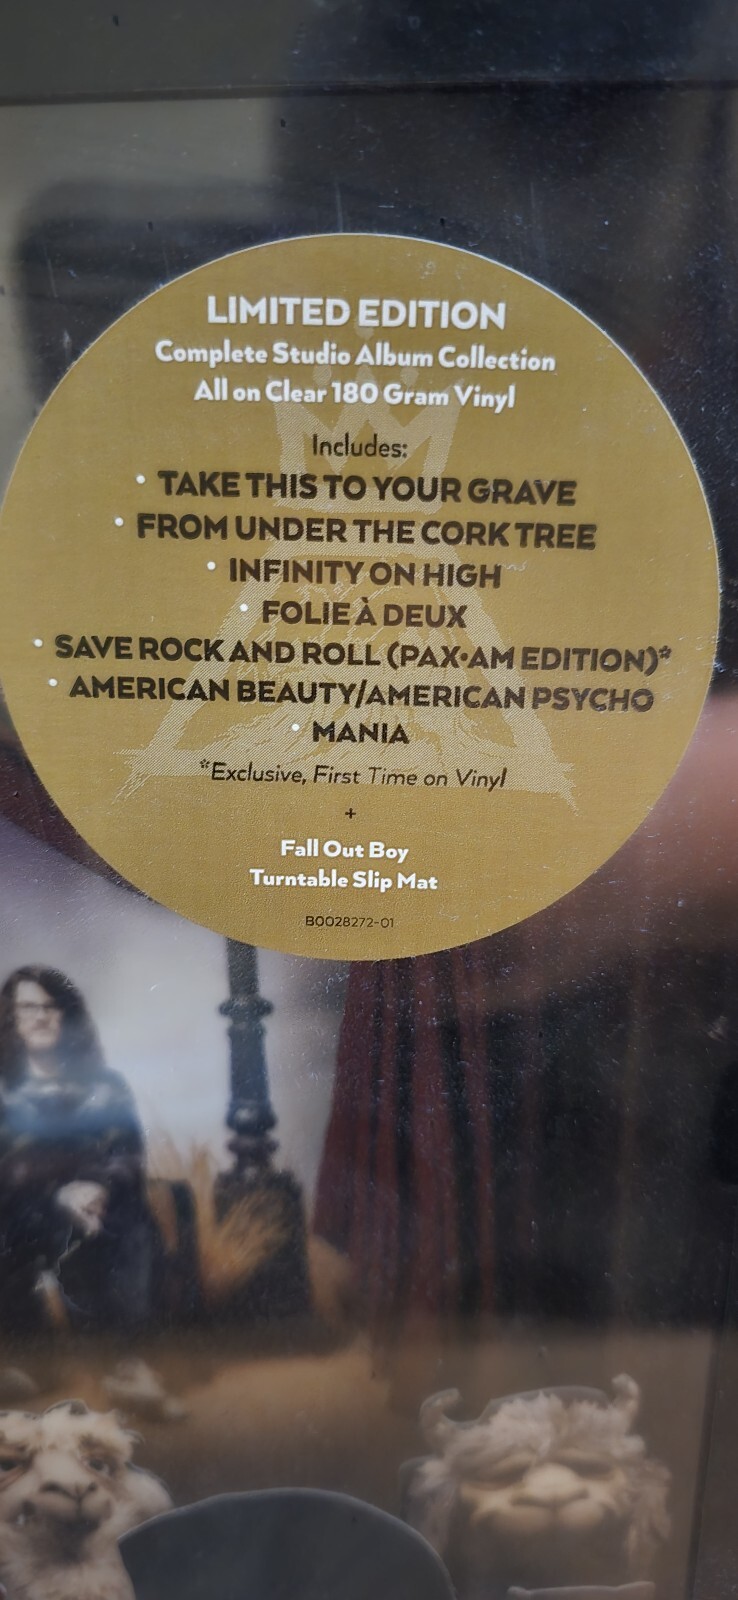 LIMITED EDITION
Complete Studio Album Collection
All on Clear 180 Gram Vinyl
Includes:
• TAKE THIS TO YOUR GRAVE
• FROM UNDER THE CORK TREE
• INFINITY ON HIGH
• FOLIE À DEUX
• SAVE ROCK AND ROLL (PAX•AM EDITION)*
• AMERICAN BEAUTY/AMERICAN PSYCHO
• MANIA
*Exclusive, First Time on Vinyl
+
Fall Out Boy
Turntable Slip Mat
B0028272-01